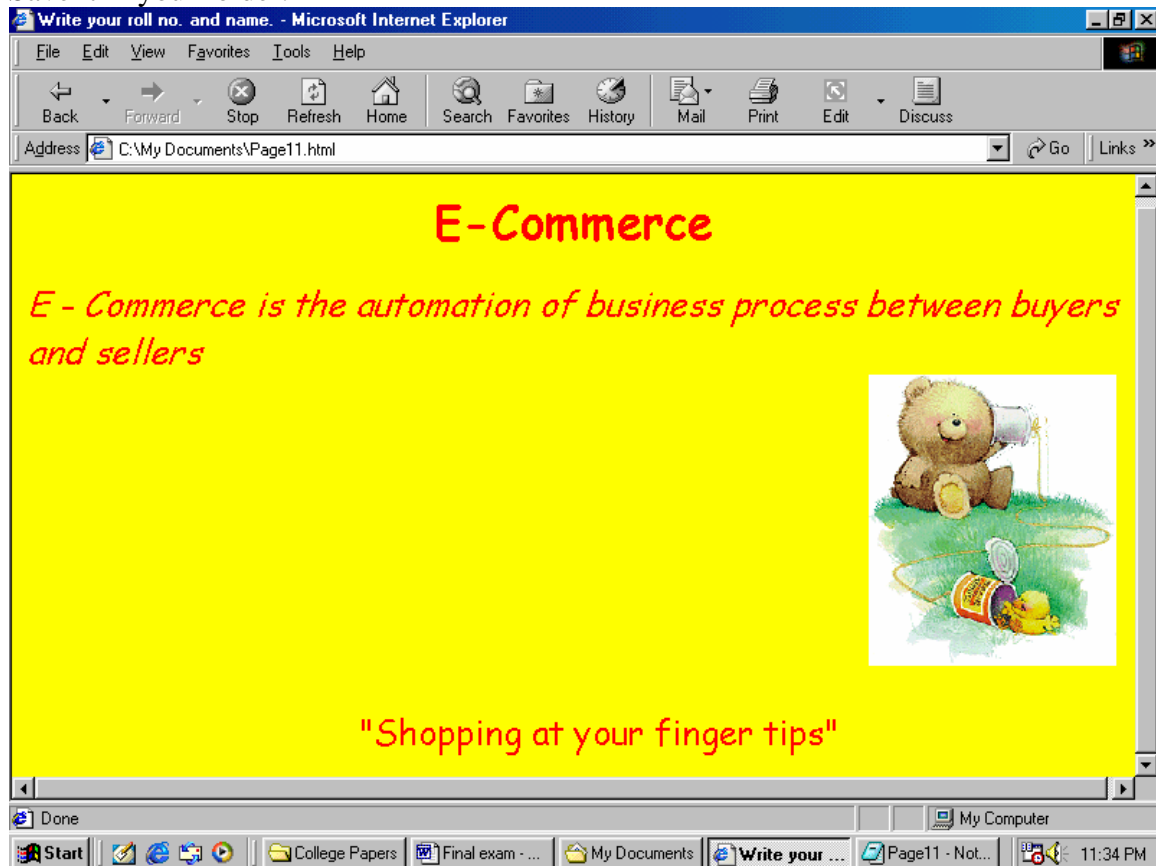 Write your roll no. and name. - Microsoft Internet Explorer
File Edit View Favorites Tools Help
Back Forward Stop Refresh Home Search Favorites History Mail Print Edit Discuss
Address C:\My Documents\Page11.html Go Links »
E-Commerce
E - Commerce is the automation of business process between buyers
and sellers
"Shopping at your finger tips"
Done My Computer
Start College Papers Final exam - ... My Documents Write your ... Page11 - Not... 11:34 PM